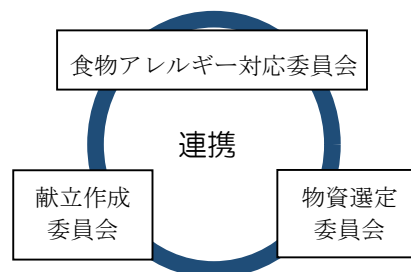 食物アレルギー対応委員会
連携
献立作成
委員会
物資選定
委員会